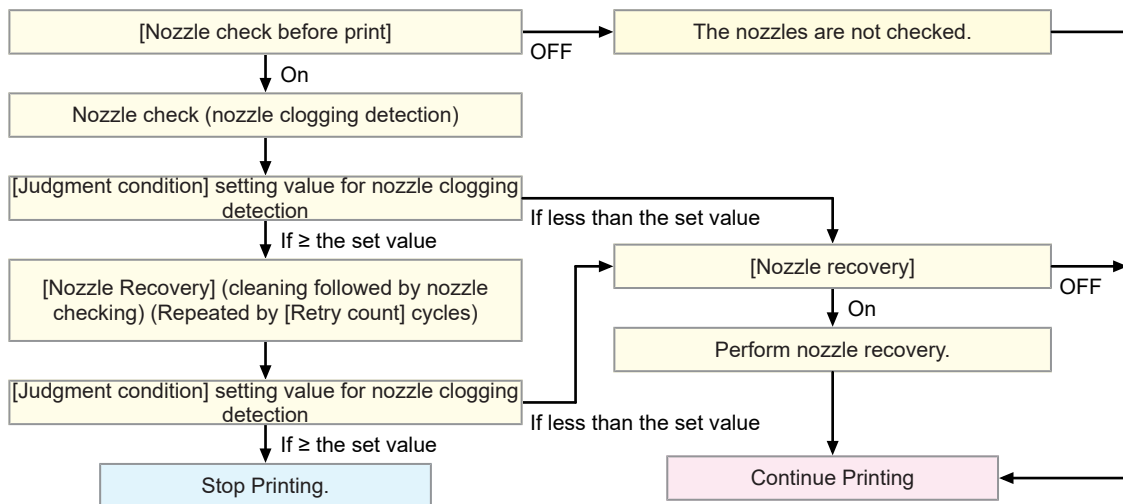 [Nozzle check before print]
OFF
The nozzles are not checked.
On
Nozzle check (nozzle clogging detection)
[Judgment condition] setting value for nozzle clogging
detection
If less than the set value
If ≥ the set value
[Nozzle recovery]
OFF
[Nozzle Recovery] (cleaning followed by nozzle
checking) (Repeated by [Retry count] cycles)
On
Perform nozzle recovery.
[Judgment condition] setting value for nozzle clogging
detection
If less than the set value
If ≥ the set value
Stop Printing.
Continue Printing